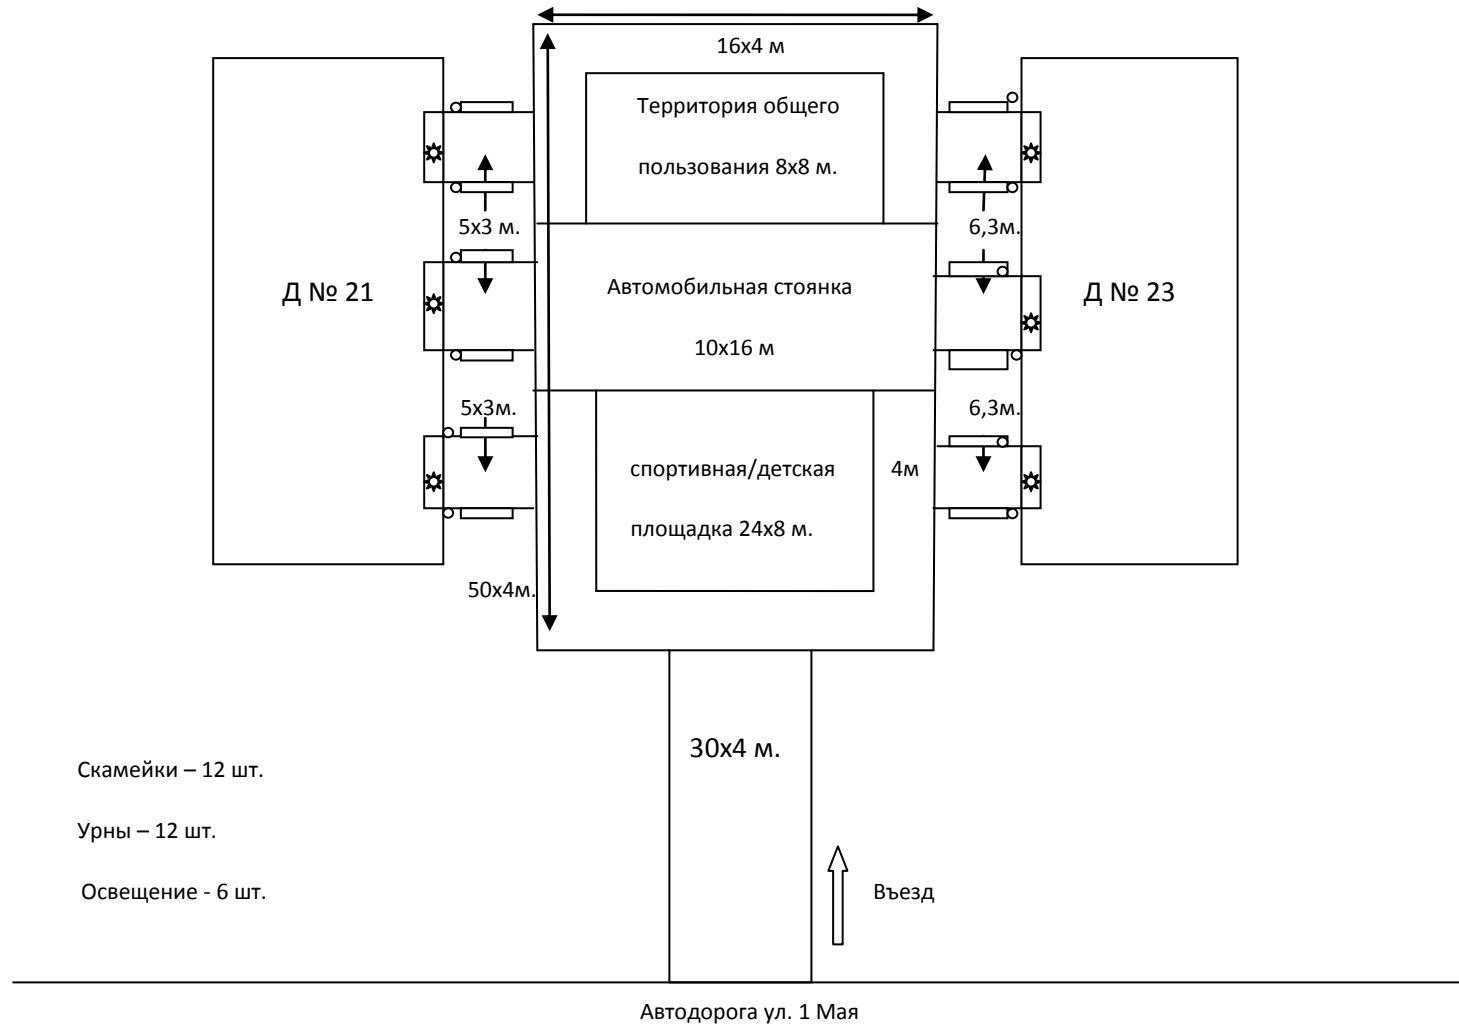 16х4 м
Территория общего
пользования 8х8 м.
5х3 м.
6,3м.
Д № 21
Автомобильная стоянка
Д № 23
10х16 м
5х3м.
6,3м.
спортивная/детская
4м
площадка 24х8 м.
50х4м.
30х4 м.
Скамейки – 12 шт.
Урны – 12 шт.
Освещение - 6 шт.
Въезд
Автодорога ул. 1 Мая